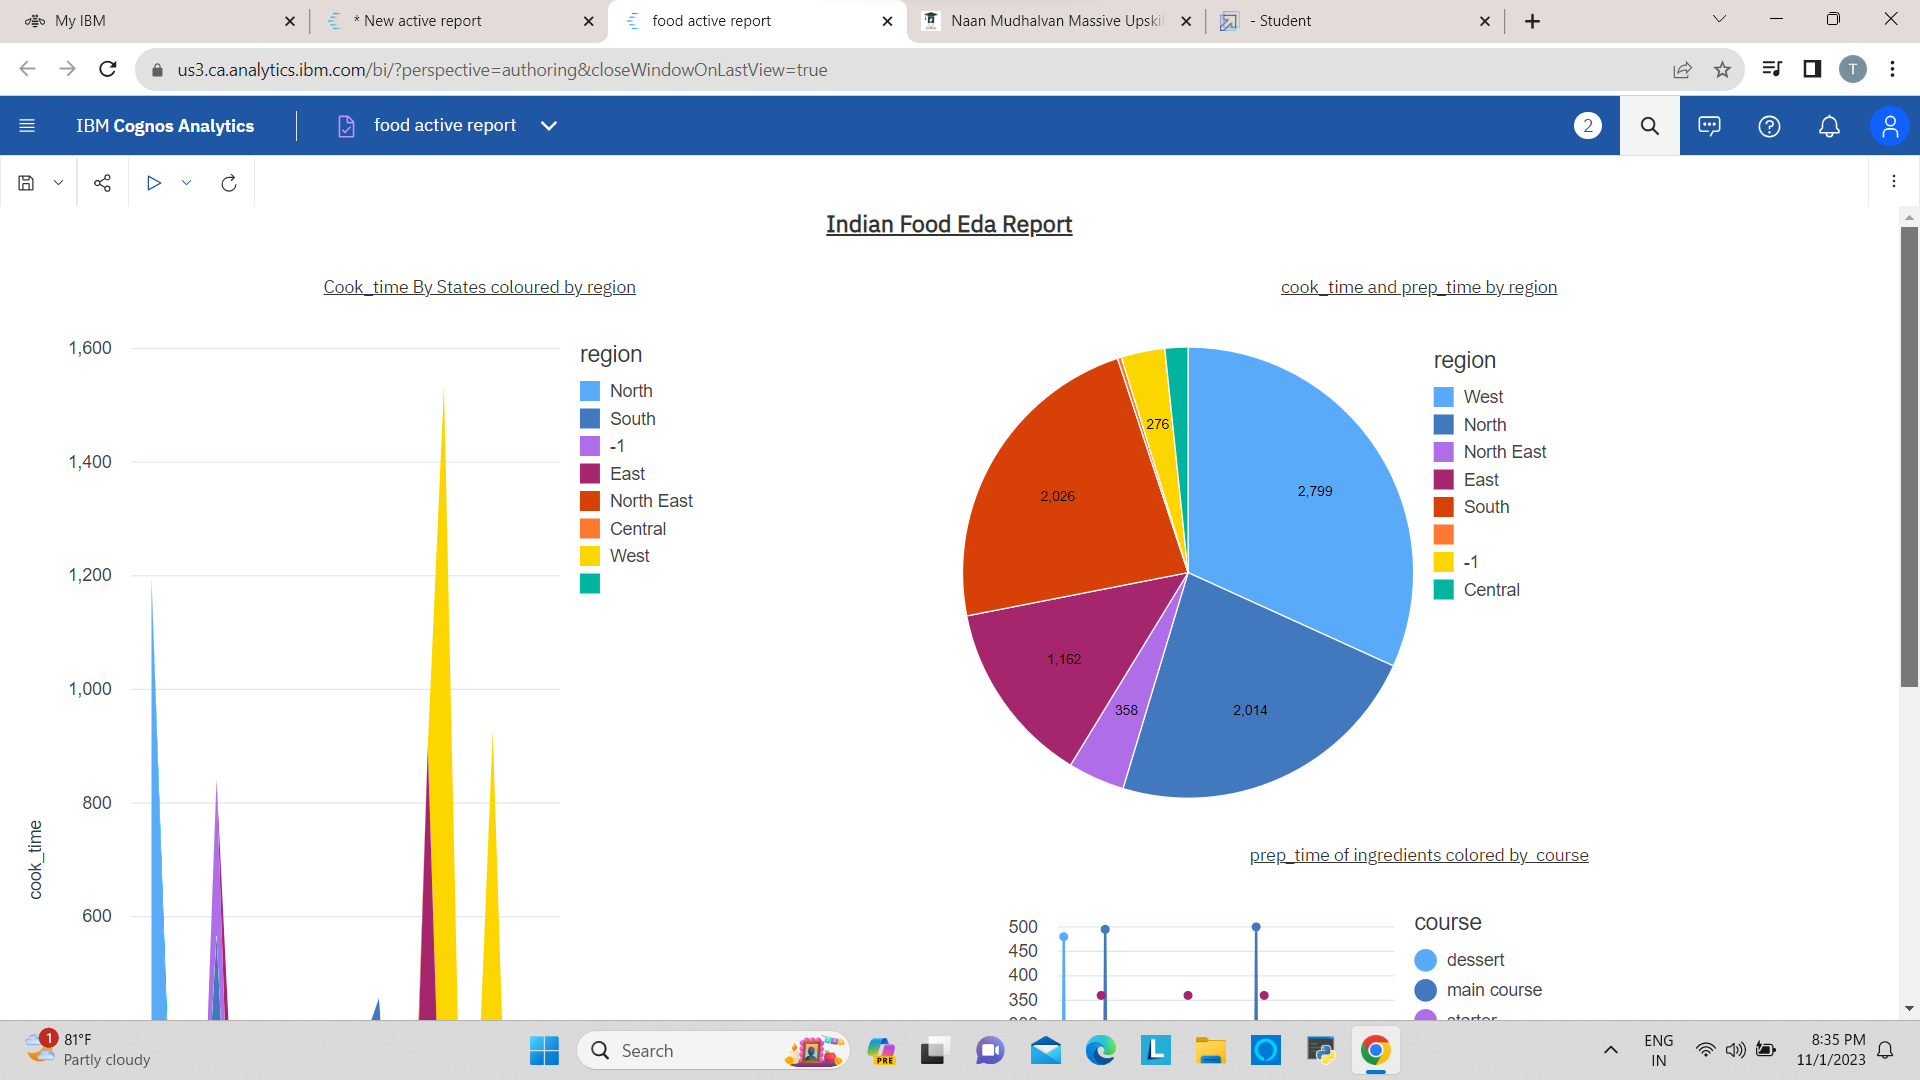 My IBM
* New active report
food active report
Naan Mudhalvan Massive Upskil
- Student
us3.ca.analytics.ibm.com/bi/?perspective=authoring&closeWindowOnLastView=true
T
IBM Cognos Analytics
food active report
2
Indian Food Eda Report
Cook_time By States coloured by region
1,600
1,400
1,200
1,000
800
600
cook_time
region
North
South
-1
East
North East
Central
West
cook_time and prep_time by region
276
2,026
2,799
1,162
358
2,014
region
West
North
North East
East
South
-1
Central
prep_time of ingredients colored by course
500
450
400
350
course
dessert
main course
starter
1
81°F
Partly cloudy
Search
PRE
L
ENG
IN
8:35 PM
11/1/2023